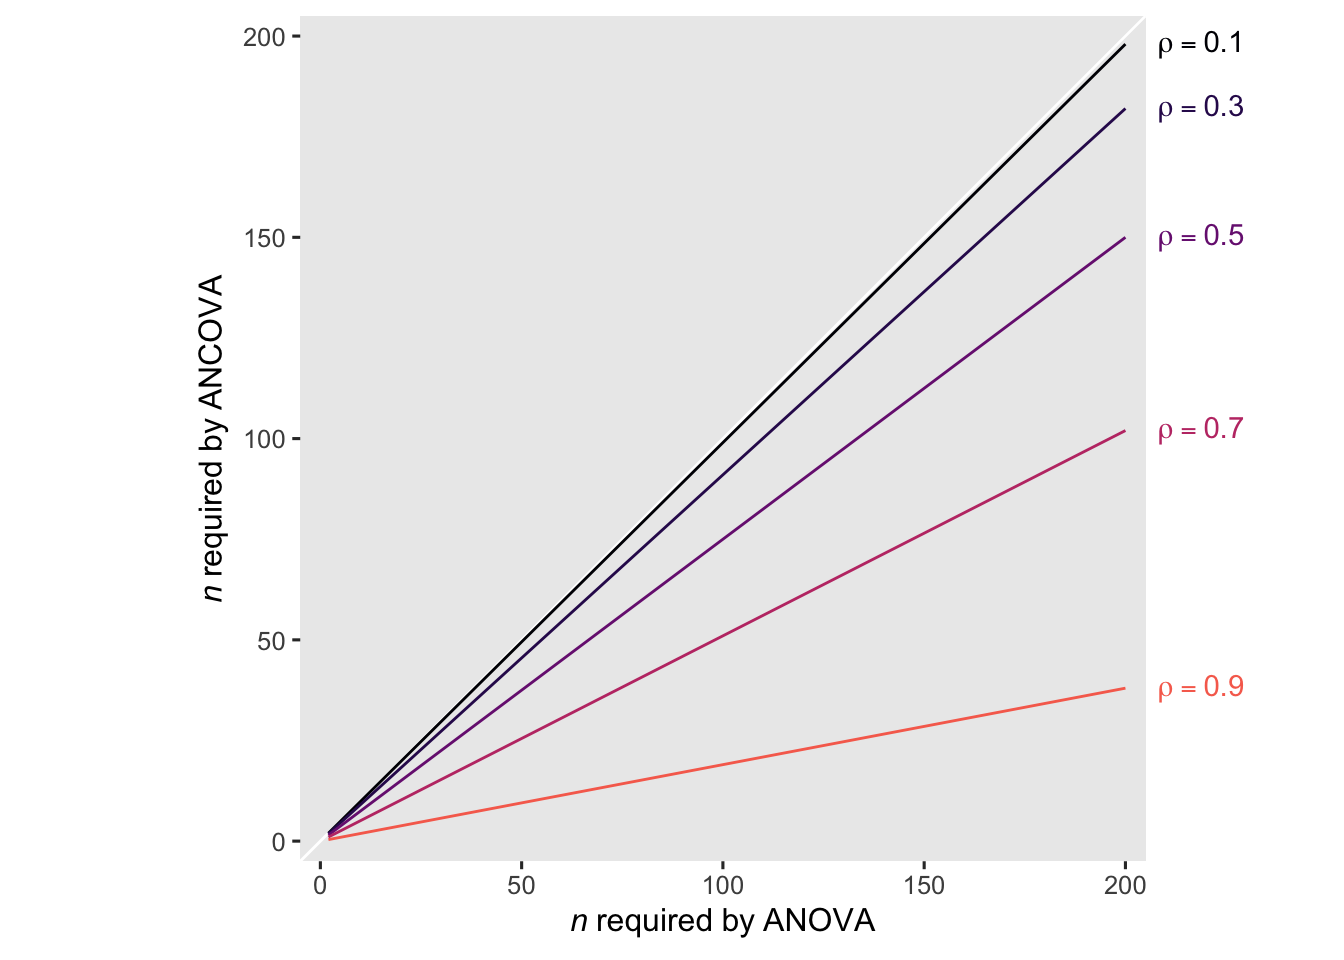 200
150
100
50
0
n required by ANCOVA
0 50 100 150 200
n required by ANOVA
ρ = 0.1
ρ = 0.3
ρ = 0.5
ρ = 0.7
ρ = 0.9